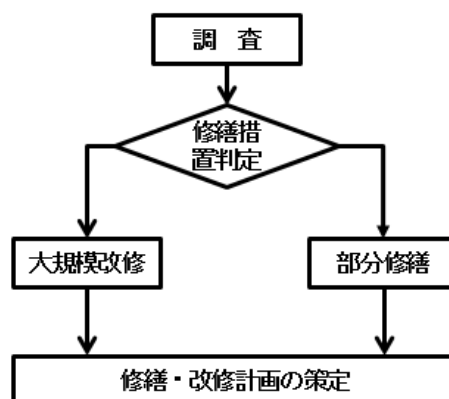 調　査
修繕措
置判定
大規模改修
部分修繕
修繕・改修計画の策定